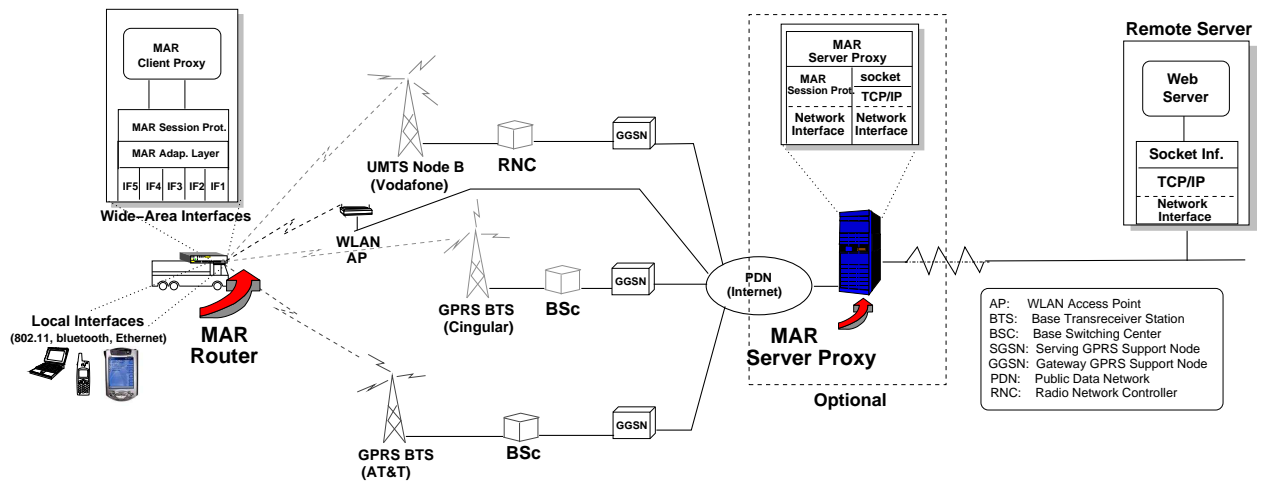 MAR
Client Proxy
MAR Session Prot.
MAR Adap. Layer
IF5 IF4 IF3 IF2 IF1
Wide-Area Interfaces
Local Interfaces
(802.11, bluetooth, Ethernet)
MAR
Router
UMTS Node B
(Vodafone)
RNC
GGSN
WLAN
AP
GPRS BTS
(Cingular)
BSc
GGSN
GPRS BTS
(AT&T)
BSc
GGSN
PDN
(Internet)
MAR
Server Proxy
MAR
Session Prot.
socket
TCP/IP
Network
Interface
Network
Interface
MAR
Server Proxy
Optional
Remote Server
Web
Server
Socket Inf.
TCP/IP
Network
Interface
AP: WLAN Access Point
BTS: Base Transreceiver Station
BSC: Base Switching Center
SGSN: Serving GPRS Support Node
GGSN: Gateway GPRS Support Node
PDN: Public Data Network
RNC: Radio Network Controller